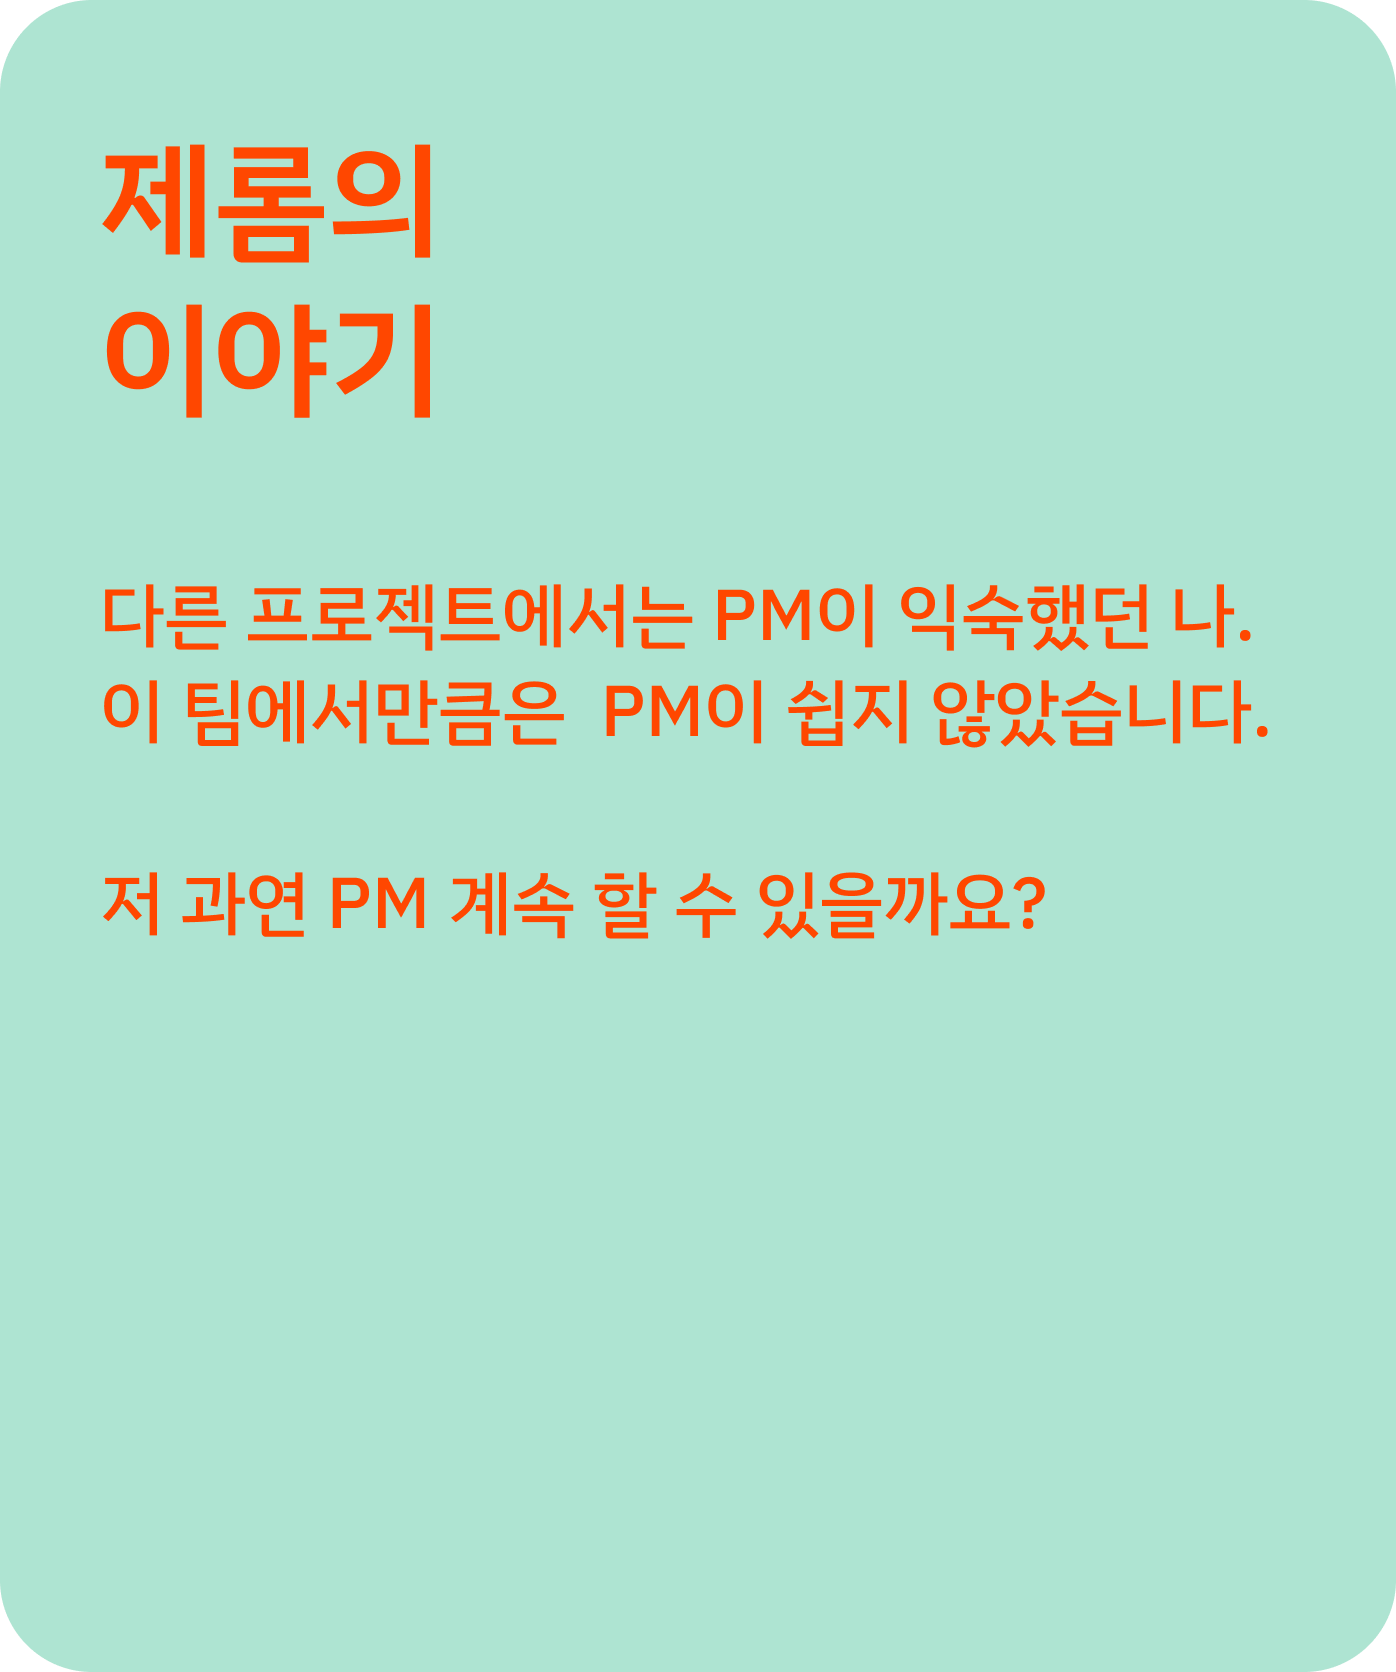 제롬의
이야기
다른 프로젝트에서는 PM이 익숙했던 나.
이 팀에서만큼은  PM이 쉽지 않았습니다.
저 과연 PM 계속 할 수 있을까요?